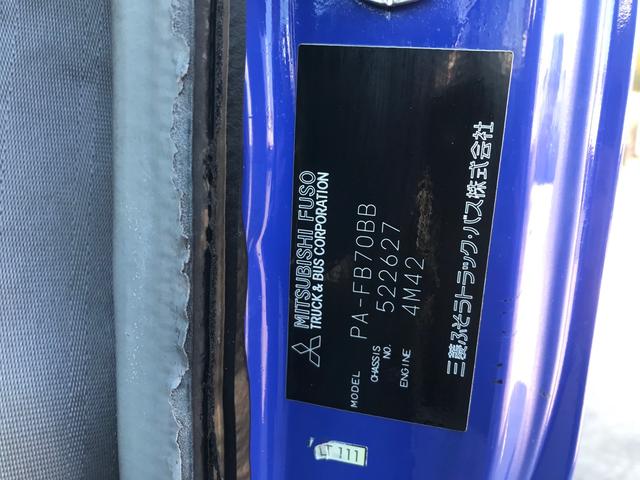 MITSUBISHI FUSO
TRUCK & BUS CORPORATION
MODEL PA-FB70BB
CHASSIS NO. 522627
ENGINE 4M42
三菱ふそうトラック・バス株式会社
LT 111